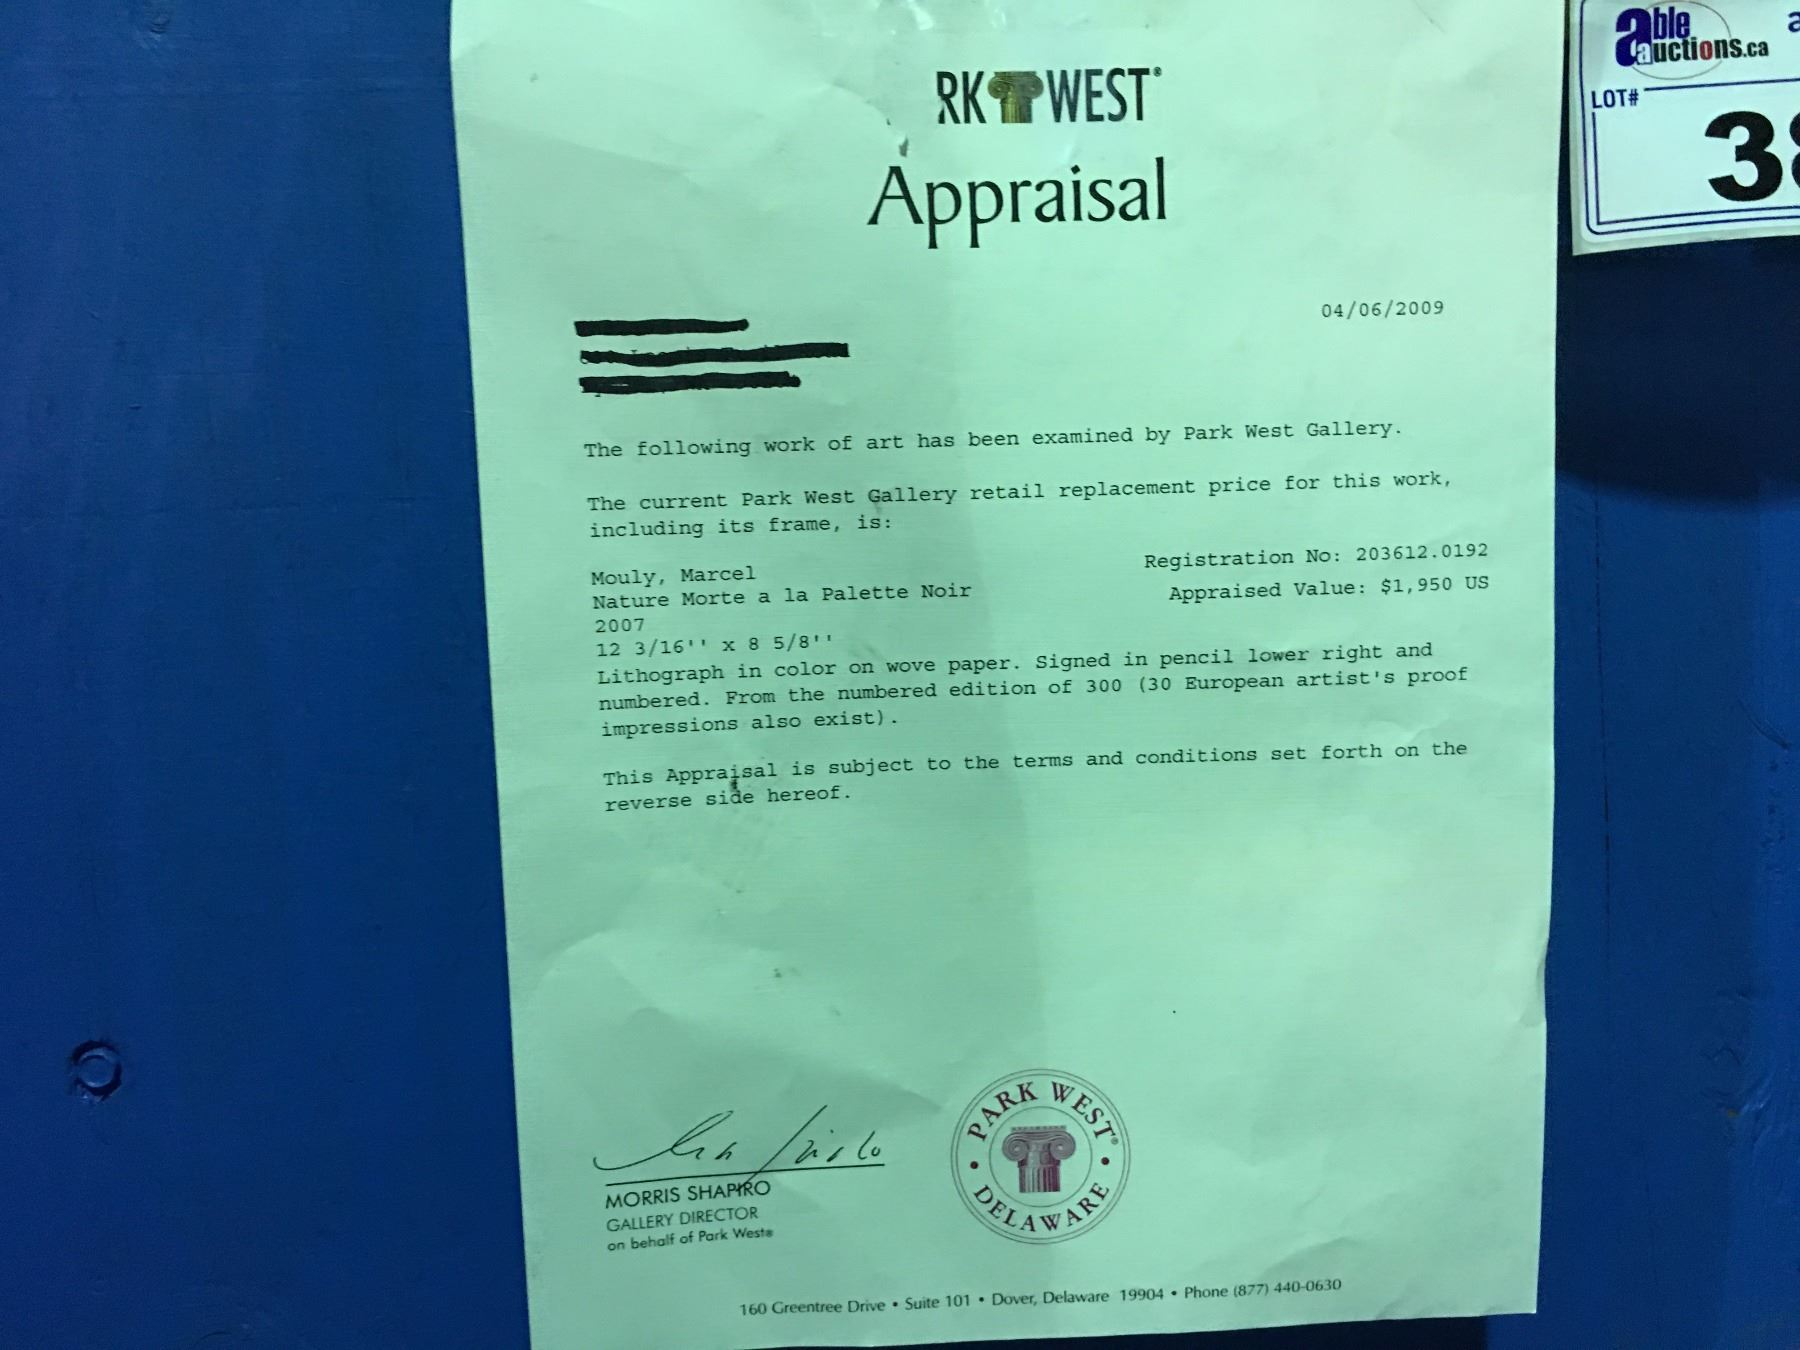 RK WEST®
Appraisal
04/06/2009
The following work of art has been examined by Park West Gallery.
The current Park West Gallery retail replacement price for this work,
including its frame, is:
Mouly, Marcel
Nature Morte a la Palette Noir
2007
12 3/16'' x 8 5/8''
Registration No: 203612.0192
Appraised Value: $1,950 US
Lithograph in color on wove paper. Signed in pencil lower right and
numbered. From the numbered edition of 300 (30 European artist's proof
impressions also exist).
This Appraisal is subject to the terms and conditions set forth on the
reverse side hereof.
MORRIS SHAPIRO
GALLERY DIRECTOR
on behalf of Park West®
PARK WEST®
• DELAWARE •
160 Greentree Drive • Suite 101 • Dover, Delaware 19904 • Phone (877) 440-0630
able
auctions.ca
LOT#